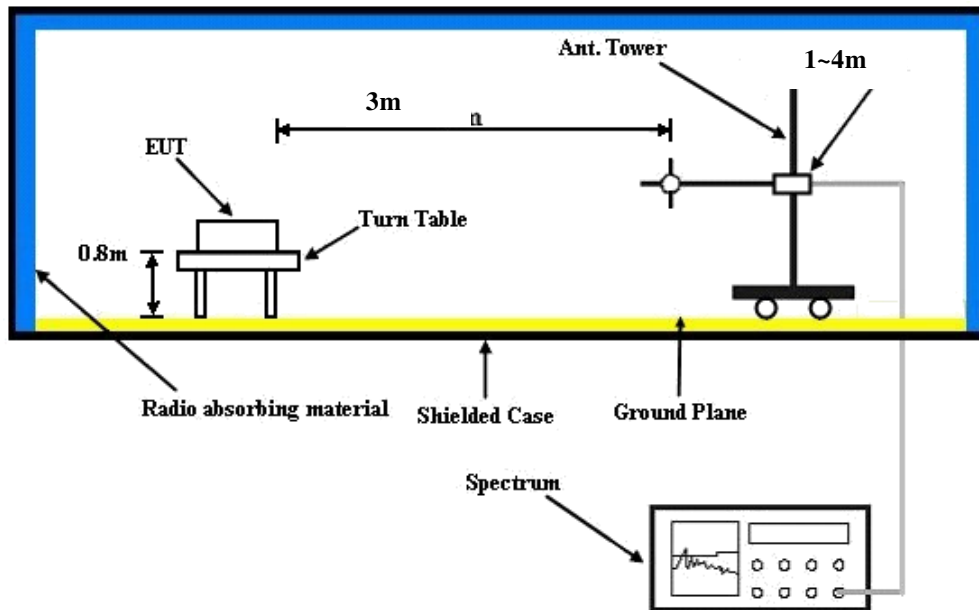 Ant. Tower
1~4m
3m
n
EUT
Turn Table
0.8m
Radio absorbing material
Shielded Case
Ground Plane
Spectrum